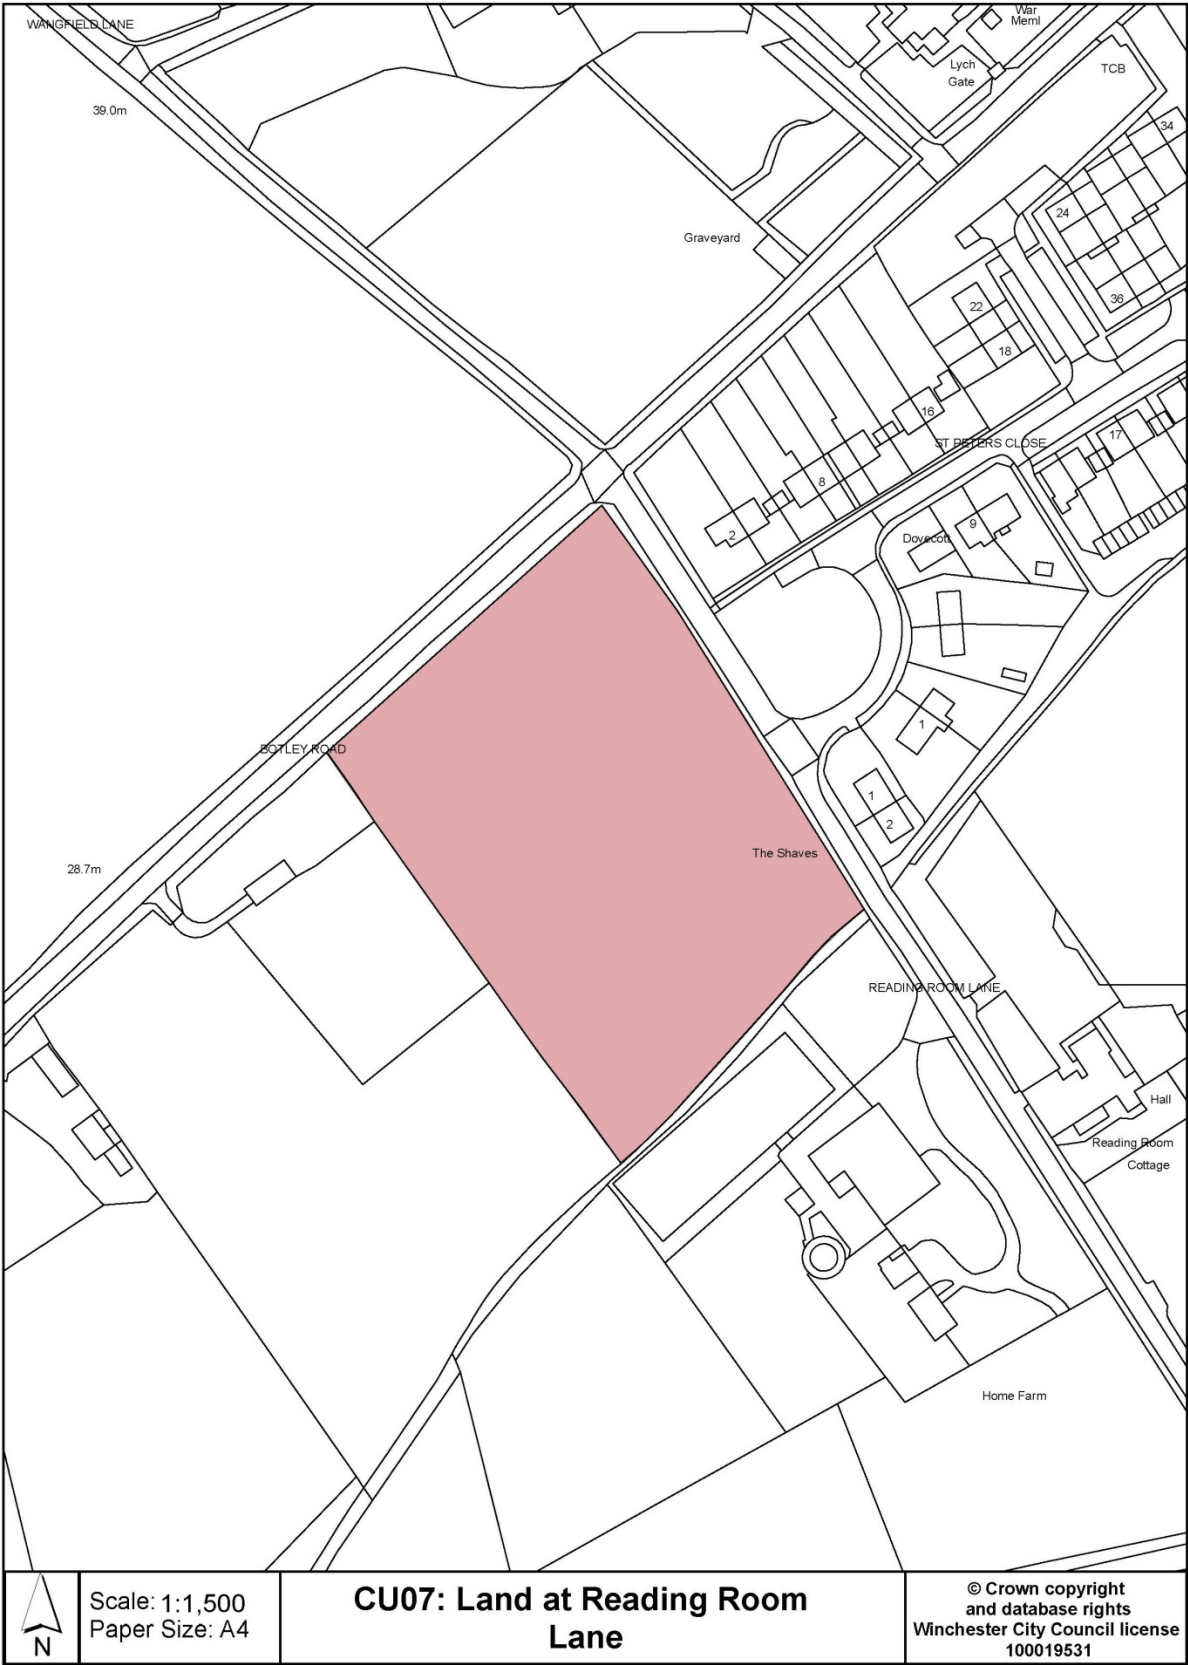 WANGFIELD LANE
War
Meml
Lych
Gate
TCB
39.0m
34
24
Graveyard
36
22
18
16
ST PETERS CLOSE
17
8
9
2
Dovecott
1
BOTLEY ROAD
1
2
The Shaves
28.7m
READING ROOM LANE
Hall
Reading Room
Cottage
Home Farm
N
Scale: 1:1,500
Paper Size: A4
CU07: Land at Reading Room
Lane
© Crown copyright
and database rights
Winchester City Council license
100019531